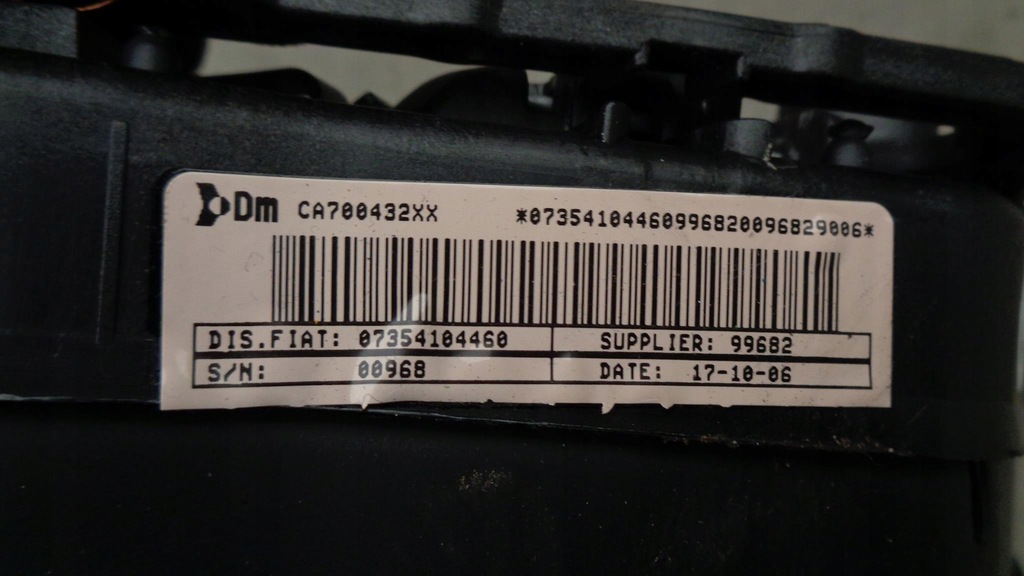 Dm CA700432XX *07354104460996820096829006*
DIS.FIAT: 07354104460 SUPPLIER: 99682
S/N: 00968 DATE: 17-10-06